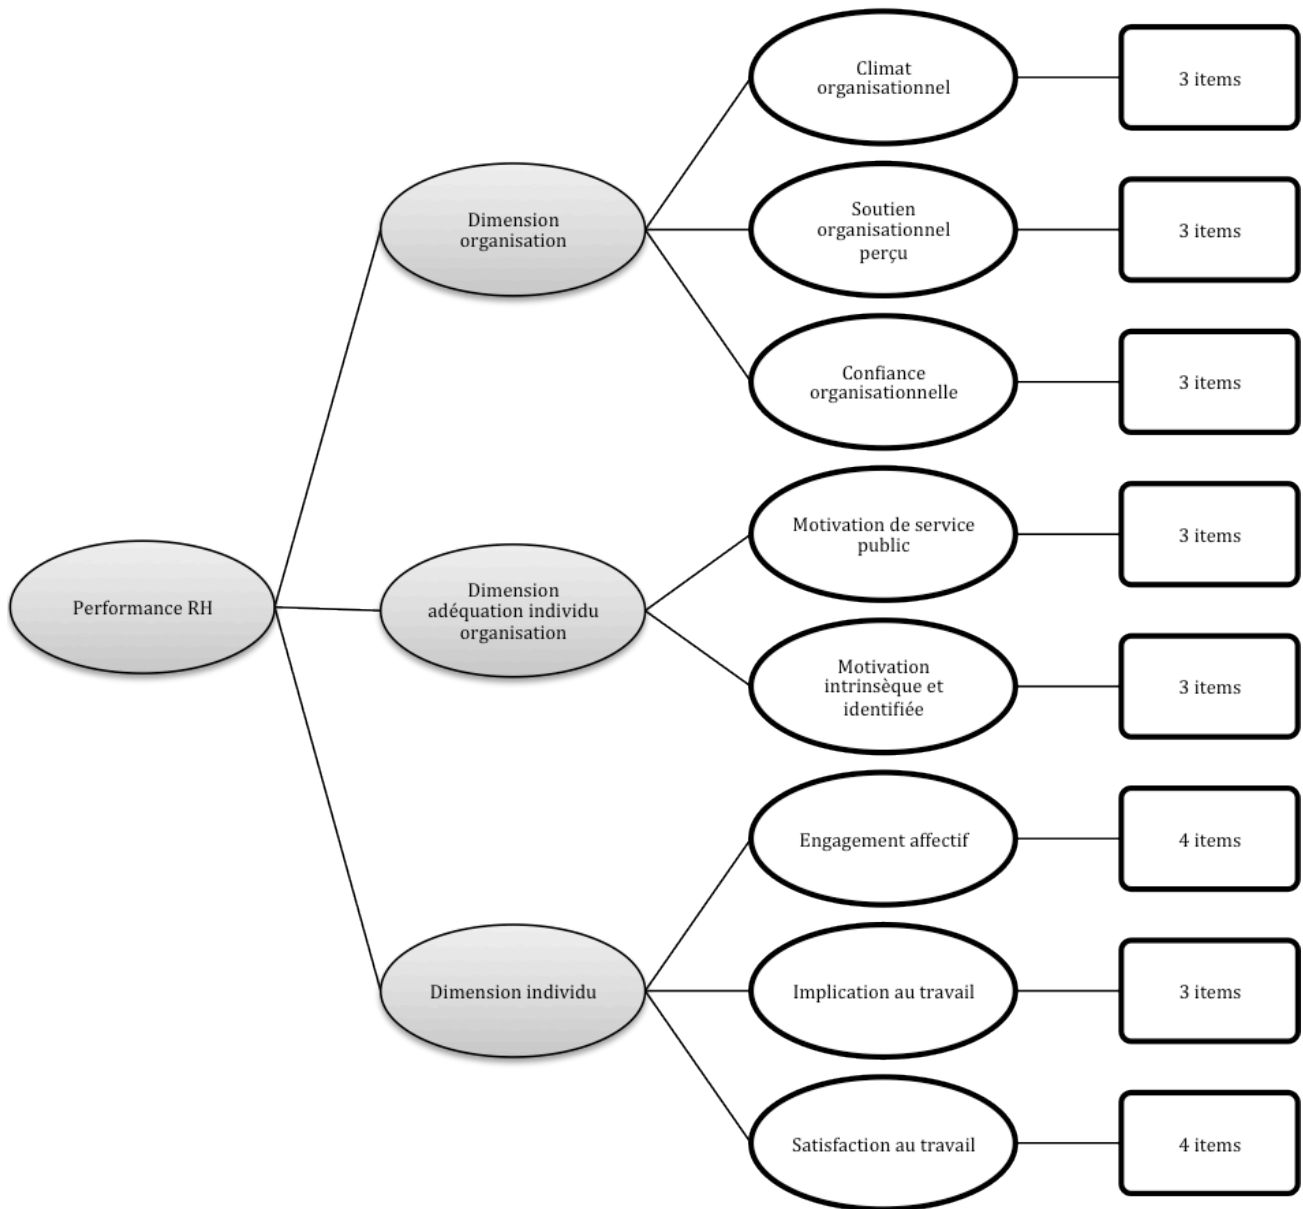 Climat
organisationnel
3 items
Dimension
organisation
Soutien
organisationnel
perçu
3 items
Confiance
organisationnelle
3 items
Performance RH
Dimension
adéquation individu
organisation
Motivation de service
public
3 items
Motivation
intrinsèque et
identifiée
3 items
Dimension individu
Engagement affectif
4 items
Implication au travail
3 items
Satisfaction au travail
4 items